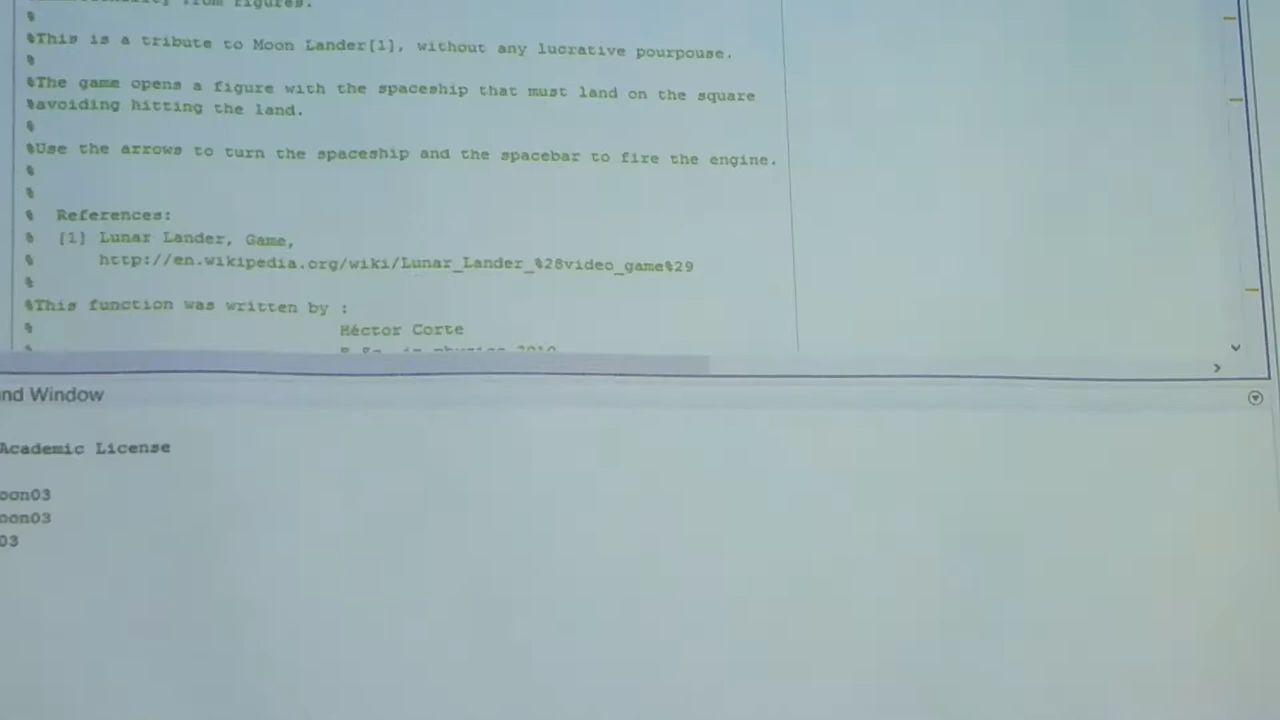 from figures.
%
%This is a tribute to Moon Lander[1], without any lucrative pourpouse.
%
%The game opens a figure with the spaceship that must land on the square
%avoiding hitting the land.
%
%Use the arrows to turn the spaceship and the spacebar to fire the engine.
%
%
% References:
% [1] Lunar Lander, Game,
% http://en.wikipedia.org/wiki/Lunar_Lander_%28video_game%29
%
%This function was written by :
% Héctor Corte
%
nd Window
Academic License
oon03
oon03
03